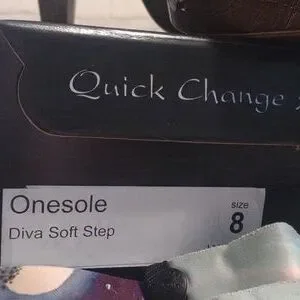 Quick Change
Onesole
size
8
Diva Soft Step